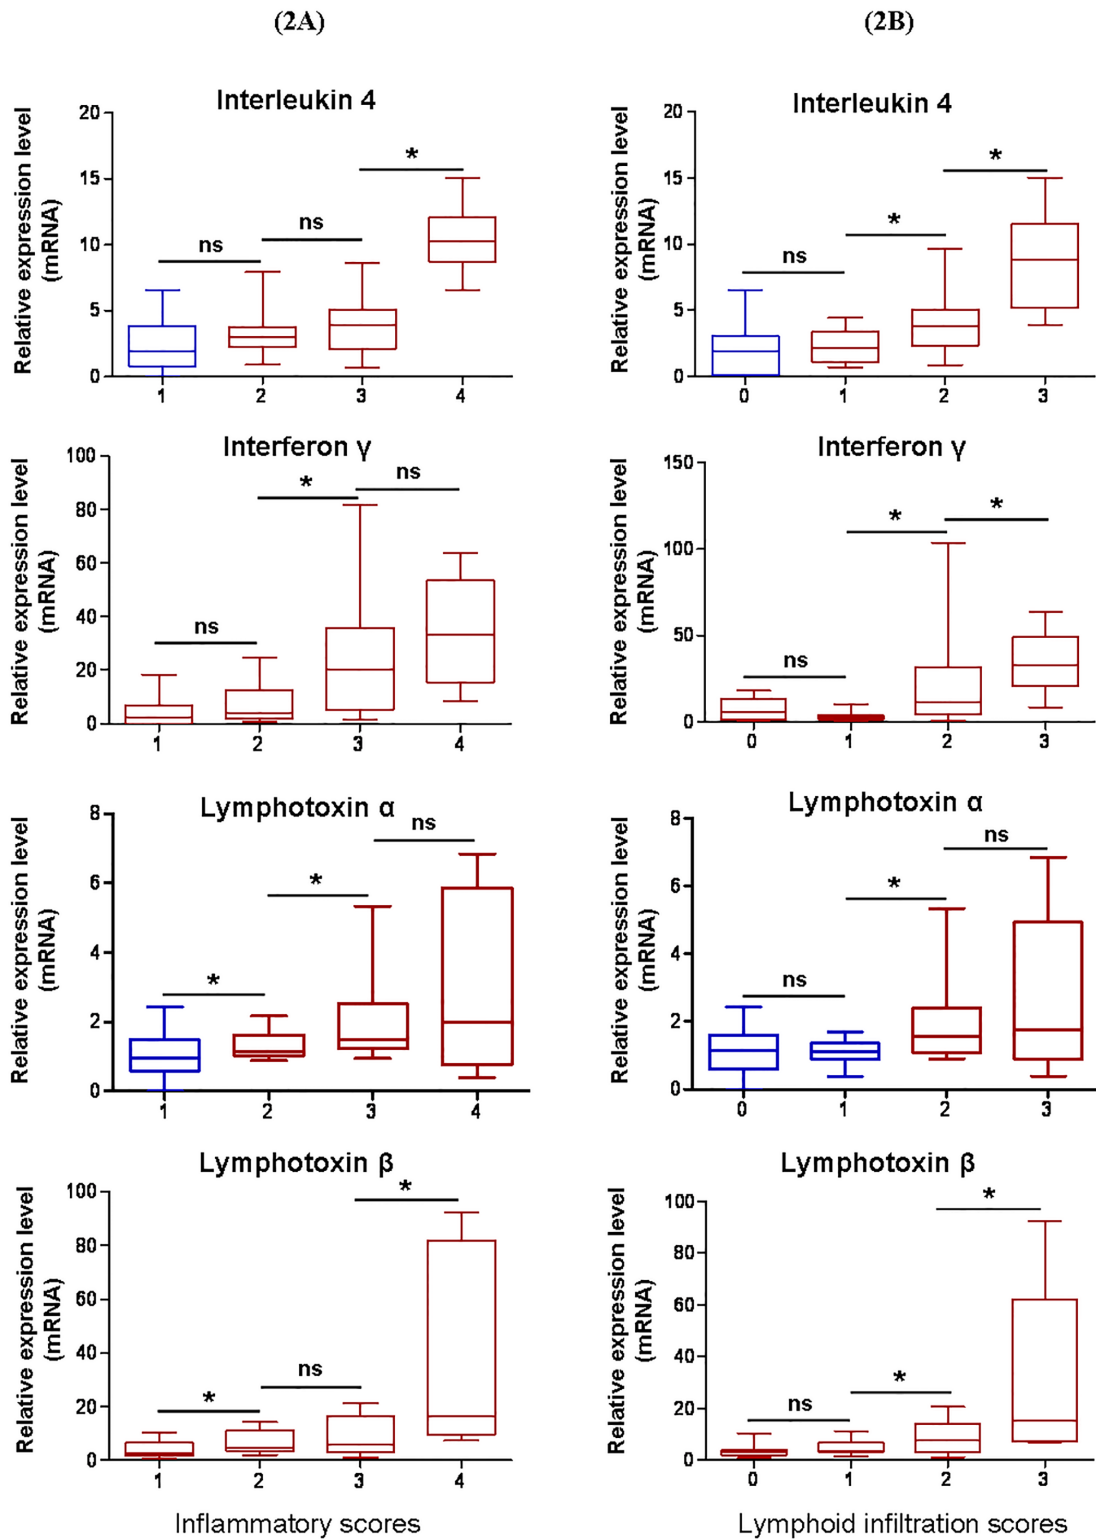 (2A)
(2B)
Interleukin 4
Relative expression level
(mRNA)
20
15
10
5
0
ns
ns
*
1
2
3
4
Interleukin 4
Relative expression level
(mRNA)
20
15
10
5
0
ns
*
*
0
1
2
3
Interferon γ
Relative expression level
(mRNA)
100
80
60
40
20
0
ns
*
ns
1
2
3
4
Interferon γ
Relative expression level
(mRNA)
150
100
50
0
ns
*
*
0
1
2
3
Lymphotoxin α
Relative expression level
(mRNA)
8
6
4
2
0
*
*
ns
1
2
3
4
Lymphotoxin α
Relative expression level
(mRNA)
8
6
4
2
0
ns
*
ns
0
1
2
3
Lymphotoxin β
Relative expression level
(mRNA)
100
80
60
40
20
0
*
ns
*
1
2
3
4
Inflammatory scores
Lymphotoxin β
Relative expression level
(mRNA)
100
80
60
40
20
0
ns
*
*
0
1
2
3
Lymphoid infiltration scores